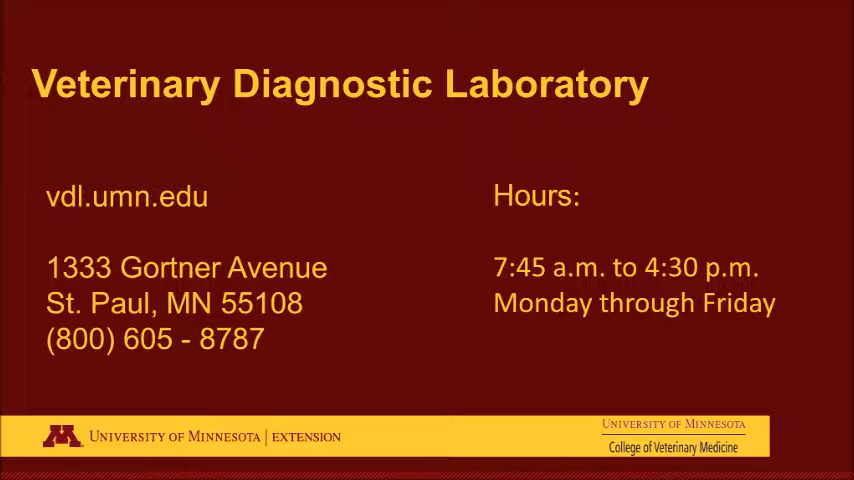 Veterinary Diagnostic Laboratory
vdl.umn.edu
1333 Gortner Avenue
St. Paul, MN 55108
(800) 605 - 8787
Hours:
7:45 a.m. to 4:30 p.m.
Monday through Friday
M
UNIVERSITY OF MINNESOTA | EXTENSION
UNIVERSITY OF MINNESOTA
College of Veterinary Medicine